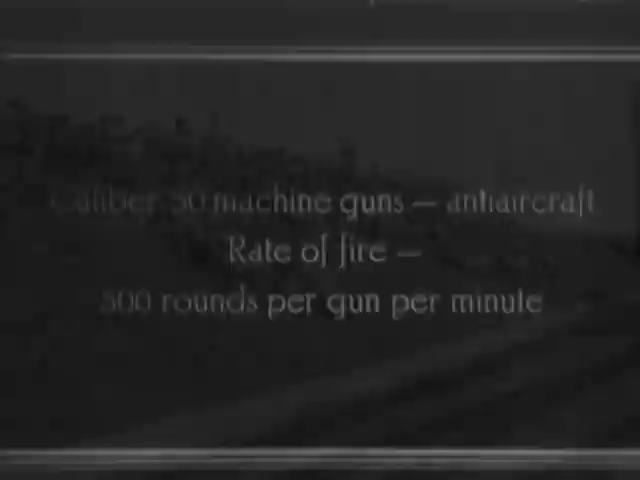 Caliber .50 machine guns — antiaircraft
Rate of fire —
500 rounds per gun per minute